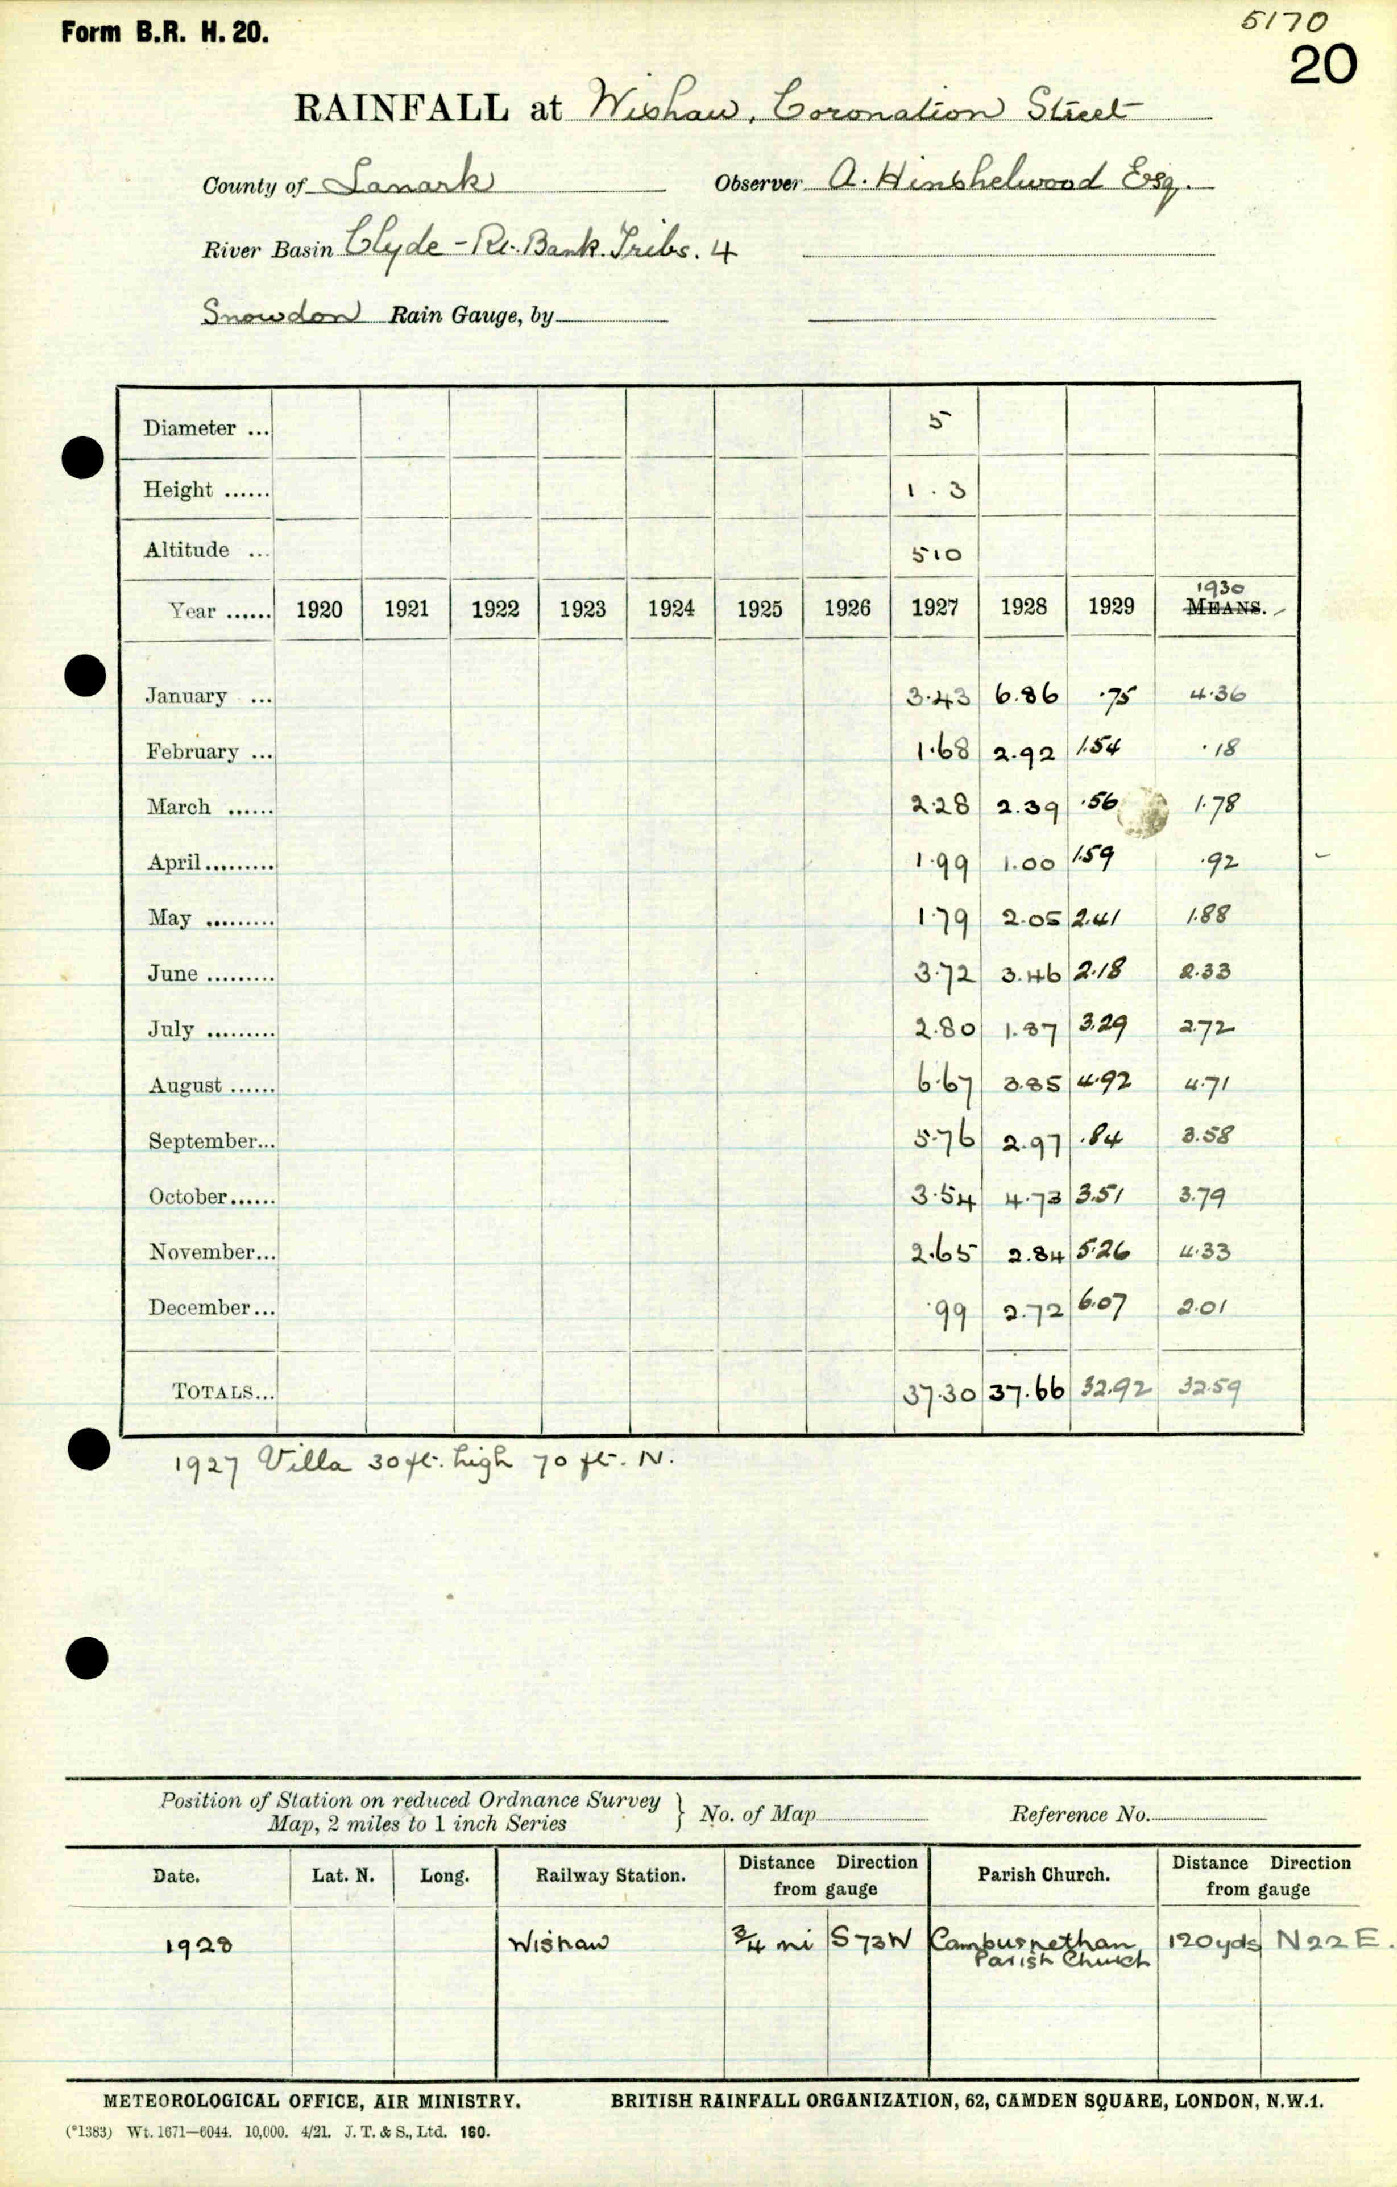 Form B.R. H. 20.
5170
20
RAINFALL at Wishaw, Coronation Street
County of Lanark Observer A. Hinshelwood Esq.
River Basin Clyde - Rt. Bank. Tribs. 4
Snowdon Rain Gauge, by
Diameter ... 5
Height ...... 1.3
Altitude ... 510
1930
Year ...... 1920 1921 1922 1923 1924 1925 1926 1927 1928 1929 MEANS.
January ... 3.43 6.86 .75 4.36
February ... 1.68 2.92 1.54 .18
March ...... 2.28 2.39 .56 1.78
April......... 1.99 1.00 1.59 .92
May ......... 1.79 2.05 2.41 1.88
June ......... 3.72 3.46 2.18 2.33
July ......... 2.80 1.87 3.29 2.72
August ...... 6.67 3.85 4.92 4.71
September... 5.76 2.97 .84 3.58
October...... 3.54 4.73 3.51 3.79
November... 2.65 2.84 5.26 4.33
December... .99 2.72 6.07 2.01
TOTALS... 37.30 37.66 32.92 32.59
1927 Villa 30 ft. high 70 ft. N.
Position of Station on reduced Ordnance Survey
Map, 2 miles to 1 inch Series } No. of Map Reference No.
Date. Lat. N. Long. Railway Station. Distance Direction from gauge Parish Church. Distance Direction from gauge
1928 Wishaw 3/4 mi S73W Cambusnethan 120yds N22E.
Parish Church
METEOROLOGICAL OFFICE, AIR MINISTRY. BRITISH RAINFALL ORGANIZATION, 62, CAMDEN SQUARE, LONDON, N.W.1.
(*1383) Wt. 1671—6044. 10,000. 4/21. J. T. & S., Ltd. 160.